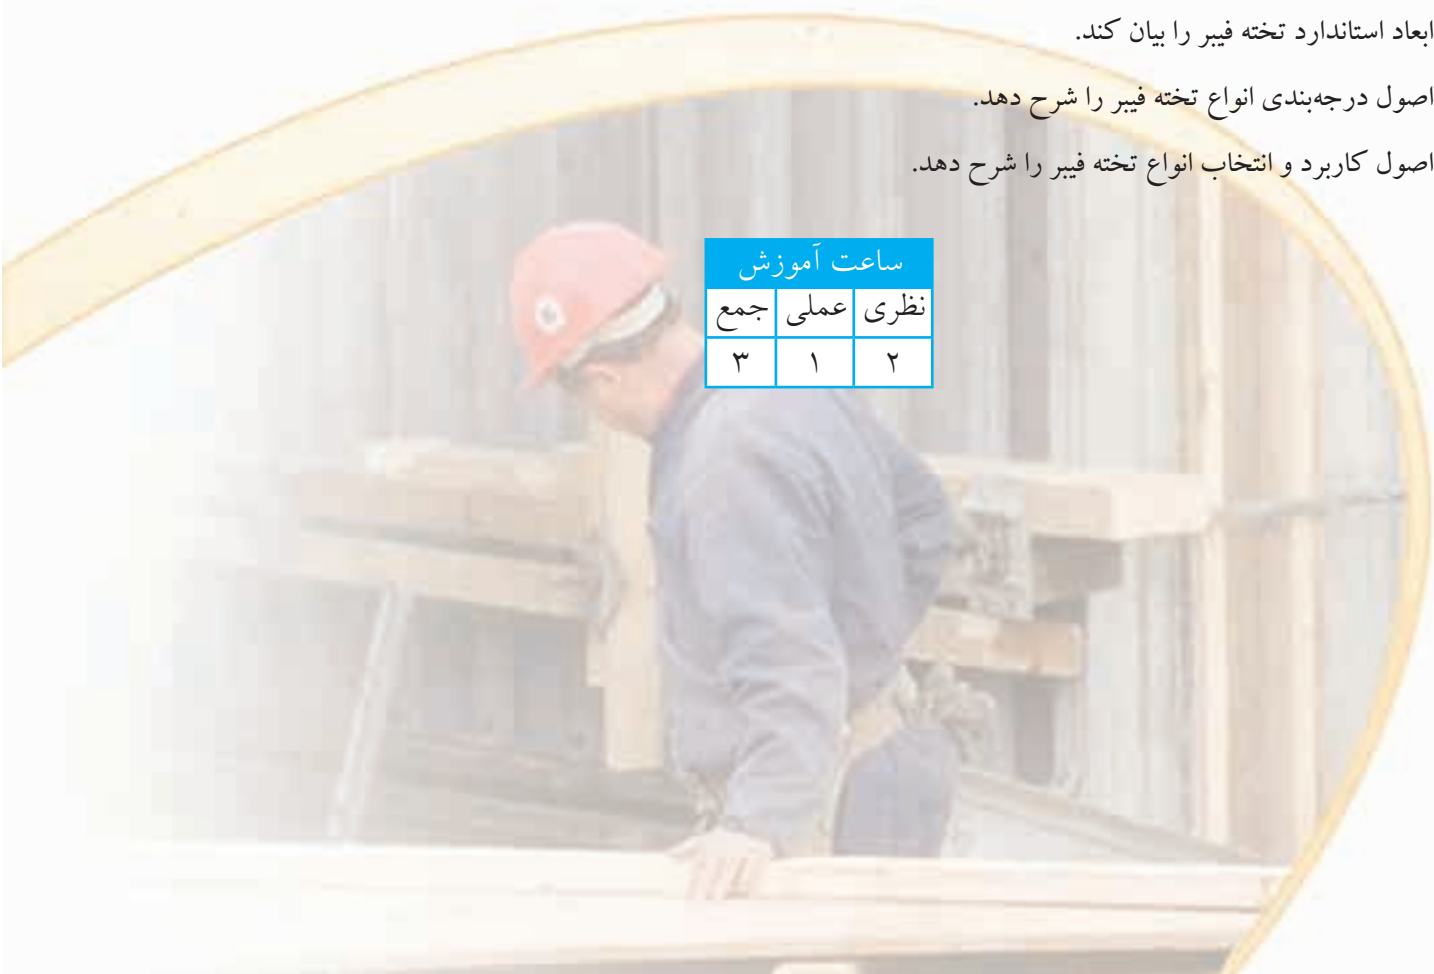 ابعاد استاندارد تخته فیبر را بیان کند.
اصول درجه‌بندی انواع تخته فیبر را شرح دهد.
اصول کاربرد و انتخاب انواع تخته فیبر را شرح دهد.
ساعت آموزش
نظری عملی جمع
۲ ۱ ۳